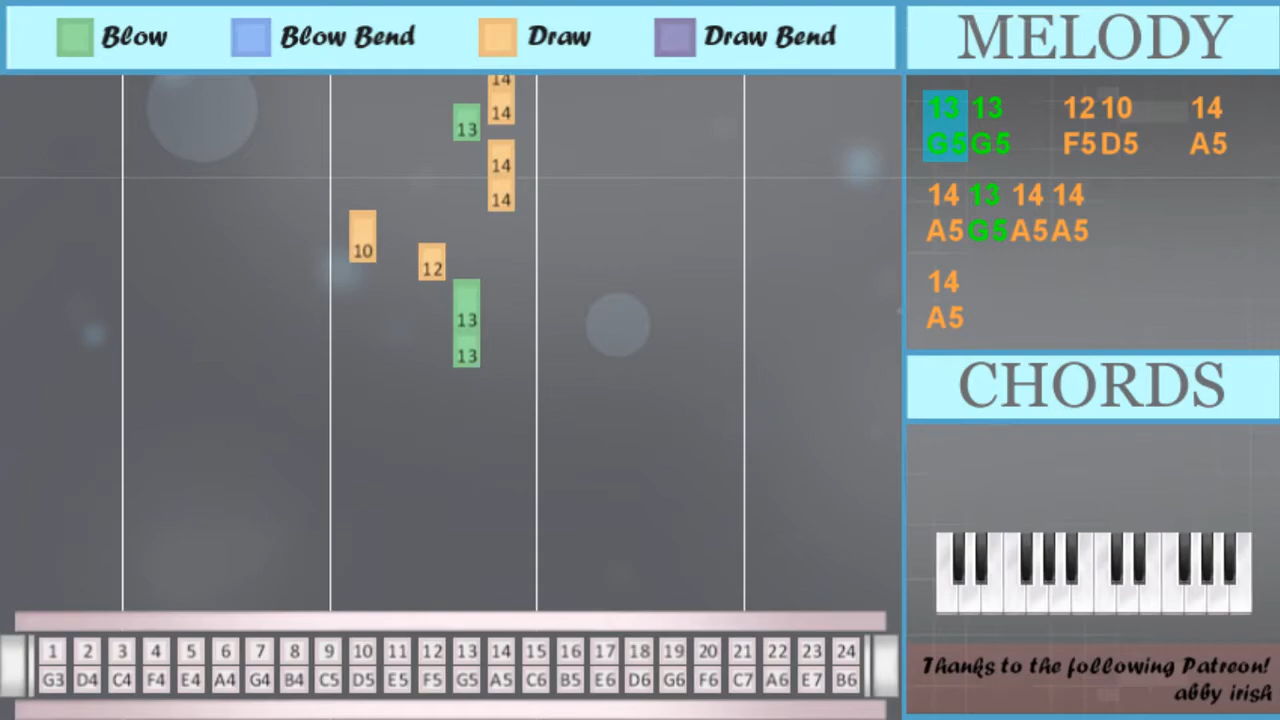 Blow Blow Bend Draw Draw Bend
MELODY
13 13 12 10 14
G5 G5 F5 D5 A5
14 13 14 14
A5 G5 A5 A5
14
A5
CHORDS
14
14
13
14
14
10
12
13
13
1 2 3 4 5 6 7 8 9 10 11 12 13 14 15 16 17 18 19 20 21 22 23 24
G3 D4 C4 F4 E4 A4 G4 B4 C5 D5 E5 F5 G5 A5 C6 B5 E6 D6 G6 F6 C7 A6 E7 B6
Thanks to the following Patreon!
abby irish